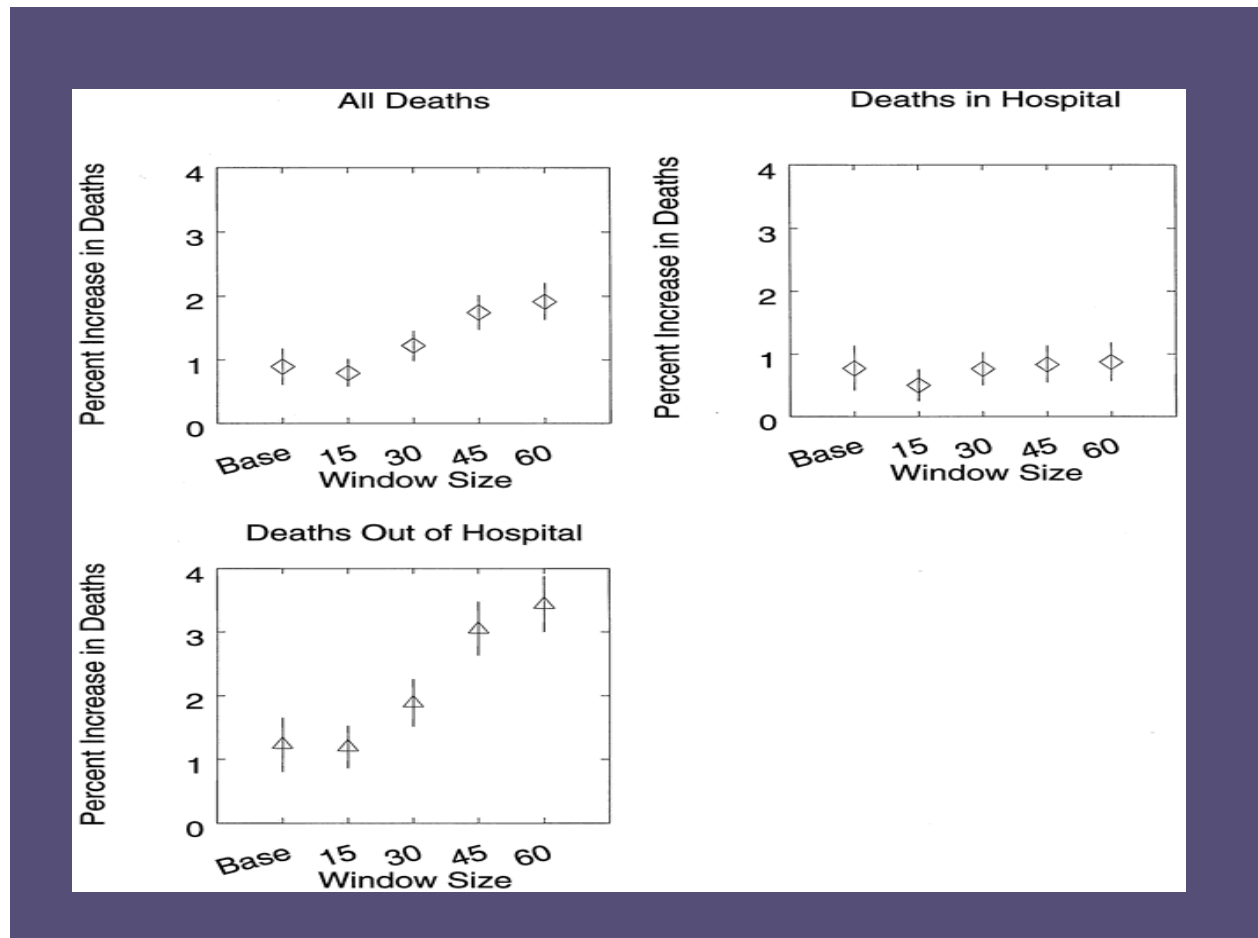 All Deaths
Percent Increase in Deaths
4
3
2
1
0
Base 15 30 45 60
Window Size
Deaths in Hospital
Percent Increase in Deaths
4
3
2
1
0
Base 15 30 45 60
Window Size
Deaths Out of Hospital
Percent Increase in Deaths
4
3
2
1
0
Base 15 30 45 60
Window Size